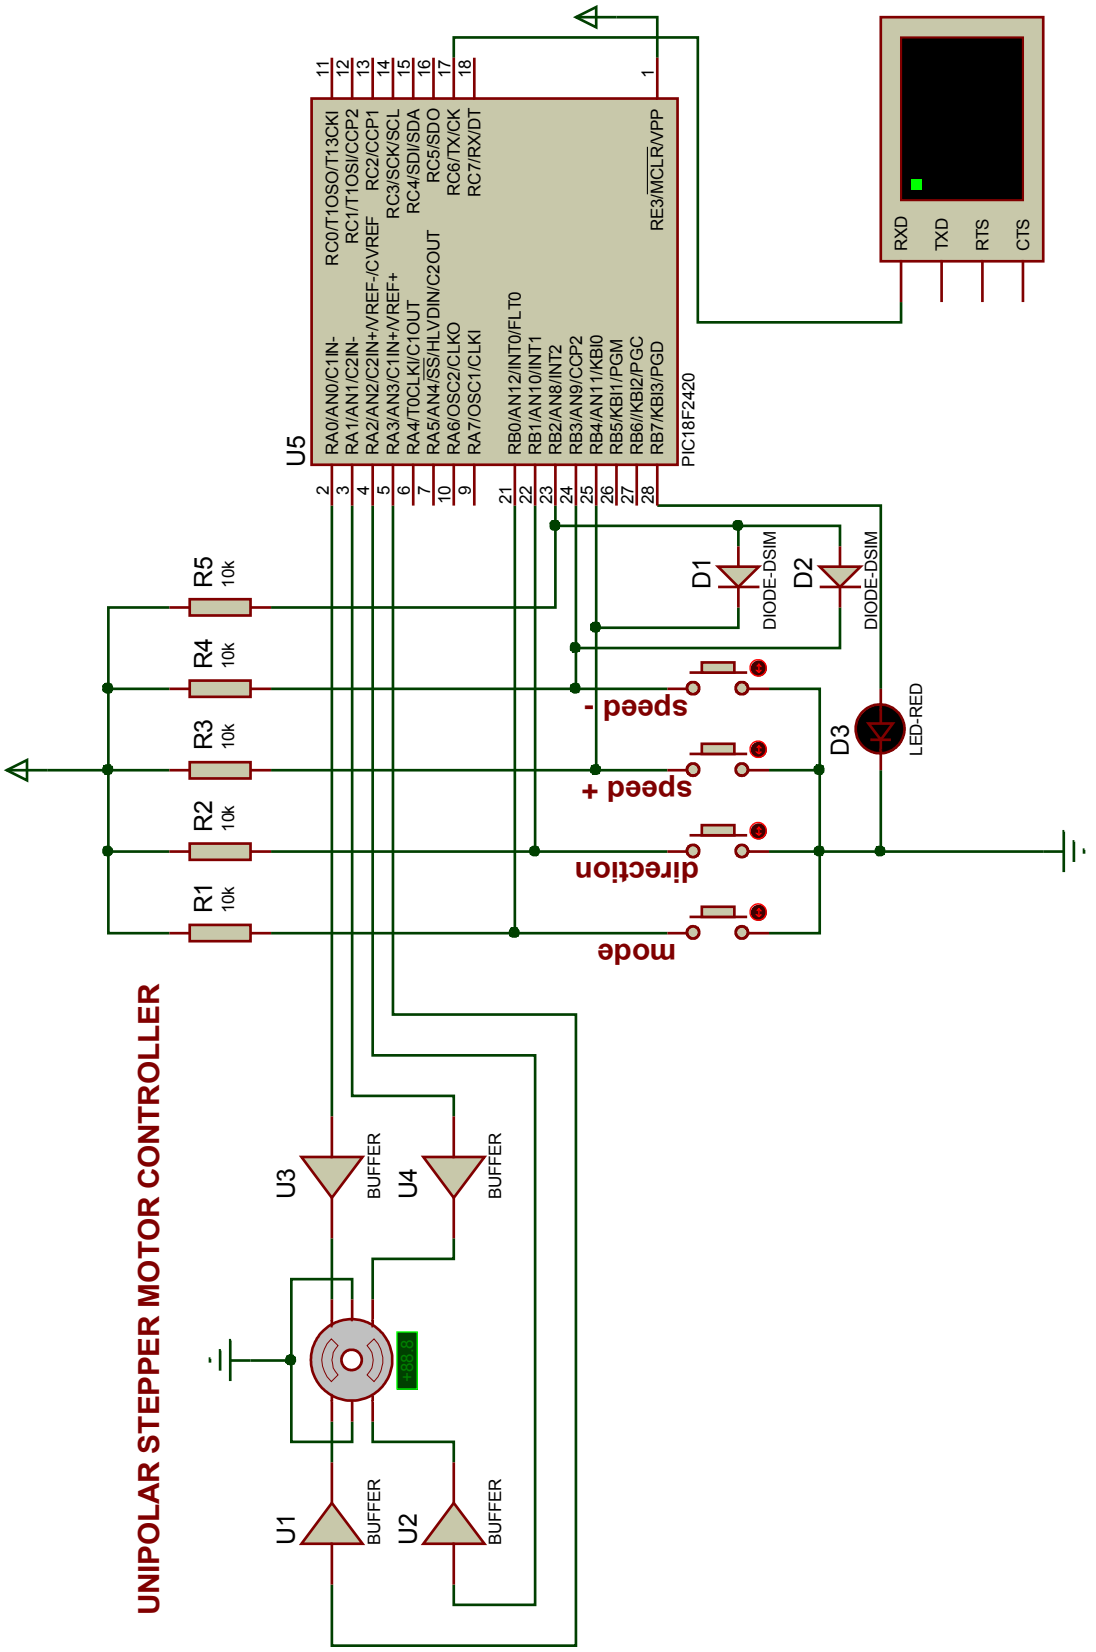 UNIPOLAR STEPPER MOTOR CONTROLLER
U1
BUFFER
U2
BUFFER
+88.8
U3
BUFFER
U4
BUFFER
R1
10k
R2
10k
R3
10k
R4
10k
R5
10k
mode
direction
speed +
speed -
D1
DIODE-DSIM
D2
DIODE-DSIM
D3
LED-RED
U5
2 RA0/AN0/C1IN- RC0/T1OSO/T13CKI 11
3 RA1/AN1/C2IN- RC1/T1OSI/CCP2 12
4 RA2/AN2/C2IN+/VREF-/CVREF RC2/CCP1 13
5 RA3/AN3/C1IN+/VREF+ RC3/SCK/SCL 14
6 RA4/T0CLKI/C1OUT RC4/SDI/SDA 15
7 RA5/AN4/SS/HLVDIN/C2OUT RC5/SDO 16
10 RA6/OSC2/CLKO RC6/TX/CK 17
9 RA7/OSC1/CLKI RC7/RX/DT 18
21 RB0/AN12/INT0/FLT0
22 RB1/AN10/INT1
23 RB2/AN8/INT2
24 RB3/AN9/CCP2
25 RB4/AN11/KBI0
26 RB5/KBI1/PGM
27 RB6//KBI2/PGC
28 RB7/KBI3/PGD RE3/MCLR/VPP 1
PIC18F2420
RXD
TXD
RTS
CTS